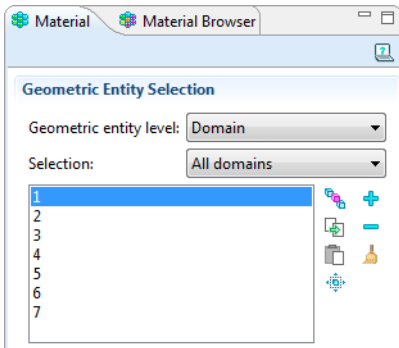 Material Material Browser
Geometric Entity Selection
Geometric entity level: Domain
Selection: All domains
1
2
3
4
5
6
7